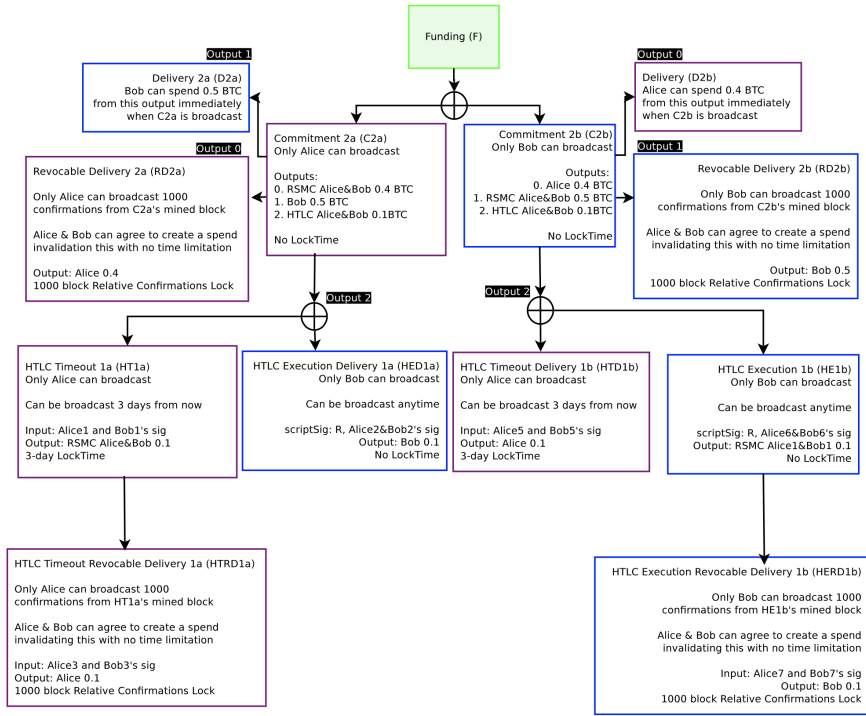 Funding (F)
Output 1
Delivery 2a (D2a)
Bob can spend 0.5 BTC
from this output immediately
when C2a is broadcast
Output 0
Delivery (D2b)
Alice can spend 0.4 BTC
from this output immediately
when C2b is broadcast
Commitment 2a (C2a)
Only Alice can broadcast
Outputs:
0. RSMC Alice&Bob 0.4 BTC
1. Bob 0.5 BTC
2. HTLC Alice&Bob 0.1BTC
No LockTime
Commitment 2b (C2b)
Only Bob can broadcast
Outputs:
0. Alice 0.4 BTC
1. RSMC Alice&Bob 0.5 BTC
2. HTLC Alice&Bob 0.1BTC
No LockTime
Output 0
Revocable Delivery 2a (RD2a)
Only Alice can broadcast 1000
confirmations from C2a's mined block
Alice & Bob can agree to create a spend
invalidation this with no time limitation
Output: Alice 0.4
1000 block Relative Confirmations Lock
Output 1
Revocable Delivery 2b (RD2b)
Only Bob can broadcast 1000
confirmations from C2b's mined block
Alice & Bob can agree to create a spend
invalidating this with no time limitation
Output: Bob 0.5
1000 block Relative Confirmations Lock
Output 2
Output 2
HTLC Timeout 1a (HT1a)
Only Alice can broadcast
Can be broadcast 3 days from now
Input: Alice1 and Bob1's sig
Output: RSMC Alice&Bob 0.1
3-day LockTime
HTLC Execution Delivery 1a (HED1a)
Only Bob can broadcast
Can be broadcast anytime
scriptSig: R, Alice2&Bob2's sig
Output: Bob 0.1
No LockTime
HTLC Timeout Delivery 1b (HTD1b)
Only Alice can broadcast
Can be broadcast 3 days from now
Input: Alice5 and Bob5's sig
Output: Alice 0.1
3-day LockTime
HTLC Execution 1b (HE1b)
Only Bob can broadcast
Can be broadcast anytime
scriptSig: R, Alice6&Bob6's sig
Output: RSMC Alice1&Bob1 0.1
No LockTime
HTLC Timeout Revocable Delivery 1a (HTRD1a)
Only Alice can broadcast 1000
confirmations from HT1a's mined block
Alice & Bob can agree to create a spend
invalidating this with no time limitation
Input: Alice3 and Bob3's sig
Output: Alice 0.1
1000 block Relative Confirmations Lock
HTLC Execution Revocable Delivery 1b (HERD1b)
Only Bob can broadcast 1000
confirmations from HE1b's mined block
Alice & Bob can agree to create a spend
invalidating this with no time limitation
Input: Alice7 and Bob7's sig
Output: Bob 0.1
1000 block Relative Confirmations Lock